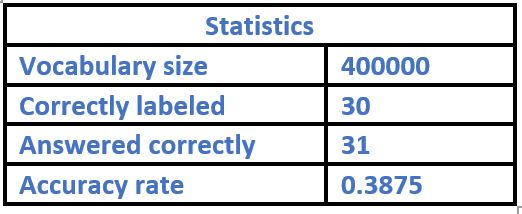 Statistics
Vocabulary size 400000
Correctly labeled 30
Answered correctly 31
Accuracy rate 0.3875